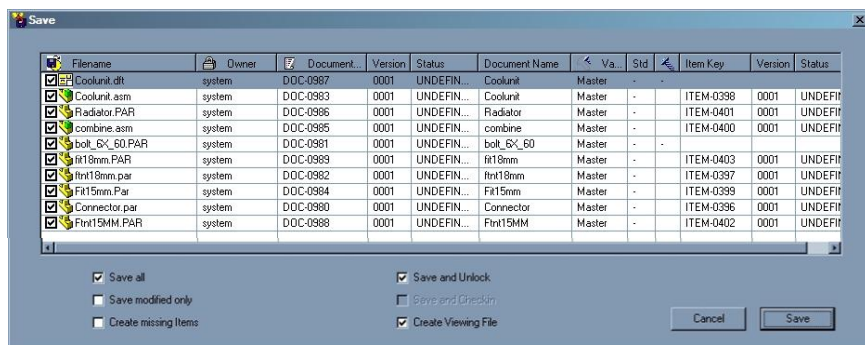 Save
Filename Owner Document... Version Status Document Name Va... Std Item Key Version Status
Coolunit.dft system DOC-0987 0001 UNDEFIN... Coolunit Master - -
Coolunit.asm system DOC-0983 0001 UNDEFIN... Coolunit Master - ITEM-0398 0001 UNDEFIN
Radiator.PAR system DOC-0986 0001 UNDEFIN... Radiator Master - ITEM-0401 0001 UNDEFIN
combine.asm system DOC-0985 0001 UNDEFIN... combine Master - ITEM-0400 0001 UNDEFIN
bolt_6X_60.PAR system DOC-0981 0001 UNDEFIN... bolt_6X_60 Master - -
fit18mm.PAR system DOC-0989 0001 UNDEFIN... fit18mm Master - ITEM-0403 0001 UNDEFIN
ftnt18mm.par system DOC-0982 0001 UNDEFIN... ftnt18mm Master - ITEM-0397 0001 UNDEFIN
Fit15mm.Par system DOC-0984 0001 UNDEFIN... Fit15mm Master - ITEM-0399 0001 UNDEFIN
Connector.par system DOC-0980 0001 UNDEFIN... Connector Master - ITEM-0396 0001 UNDEFIN
Ftnt15MM.PAR system DOC-0988 0001 UNDEFIN... Ftnt15MM Master - ITEM-0402 0001 UNDEFIN
Save all Save and Unlock
Save modified only Save and Checkin
Create missing Items Create Viewing File Cancel Save